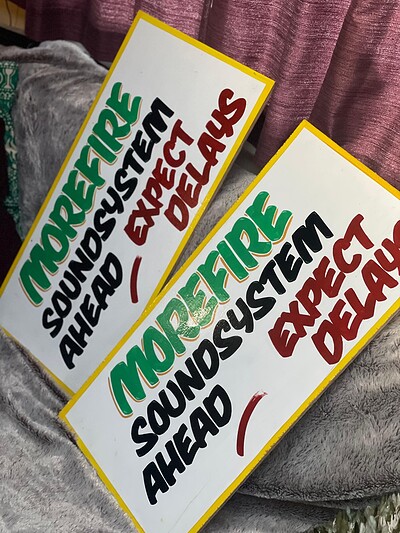 MOREFIRE
SOUNDSYSTEM
AHEAD EXPECT
DELAYS
MOREFIRE
SOUNDSYSTEM
AHEAD EXPECT
DELAYS